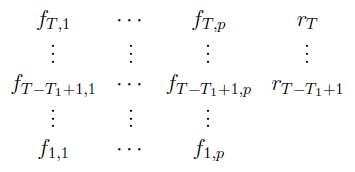 f_{T,1} ⋯ f_{T,p} r_T
⋮ ⋮ ⋮ ⋮
f_{T−T_1+1,1} ⋯ f_{T−T_1+1,p} r_{T−T_1+1}
⋮ ⋮ ⋮
f_{1,1} ⋯ f_{1,p}